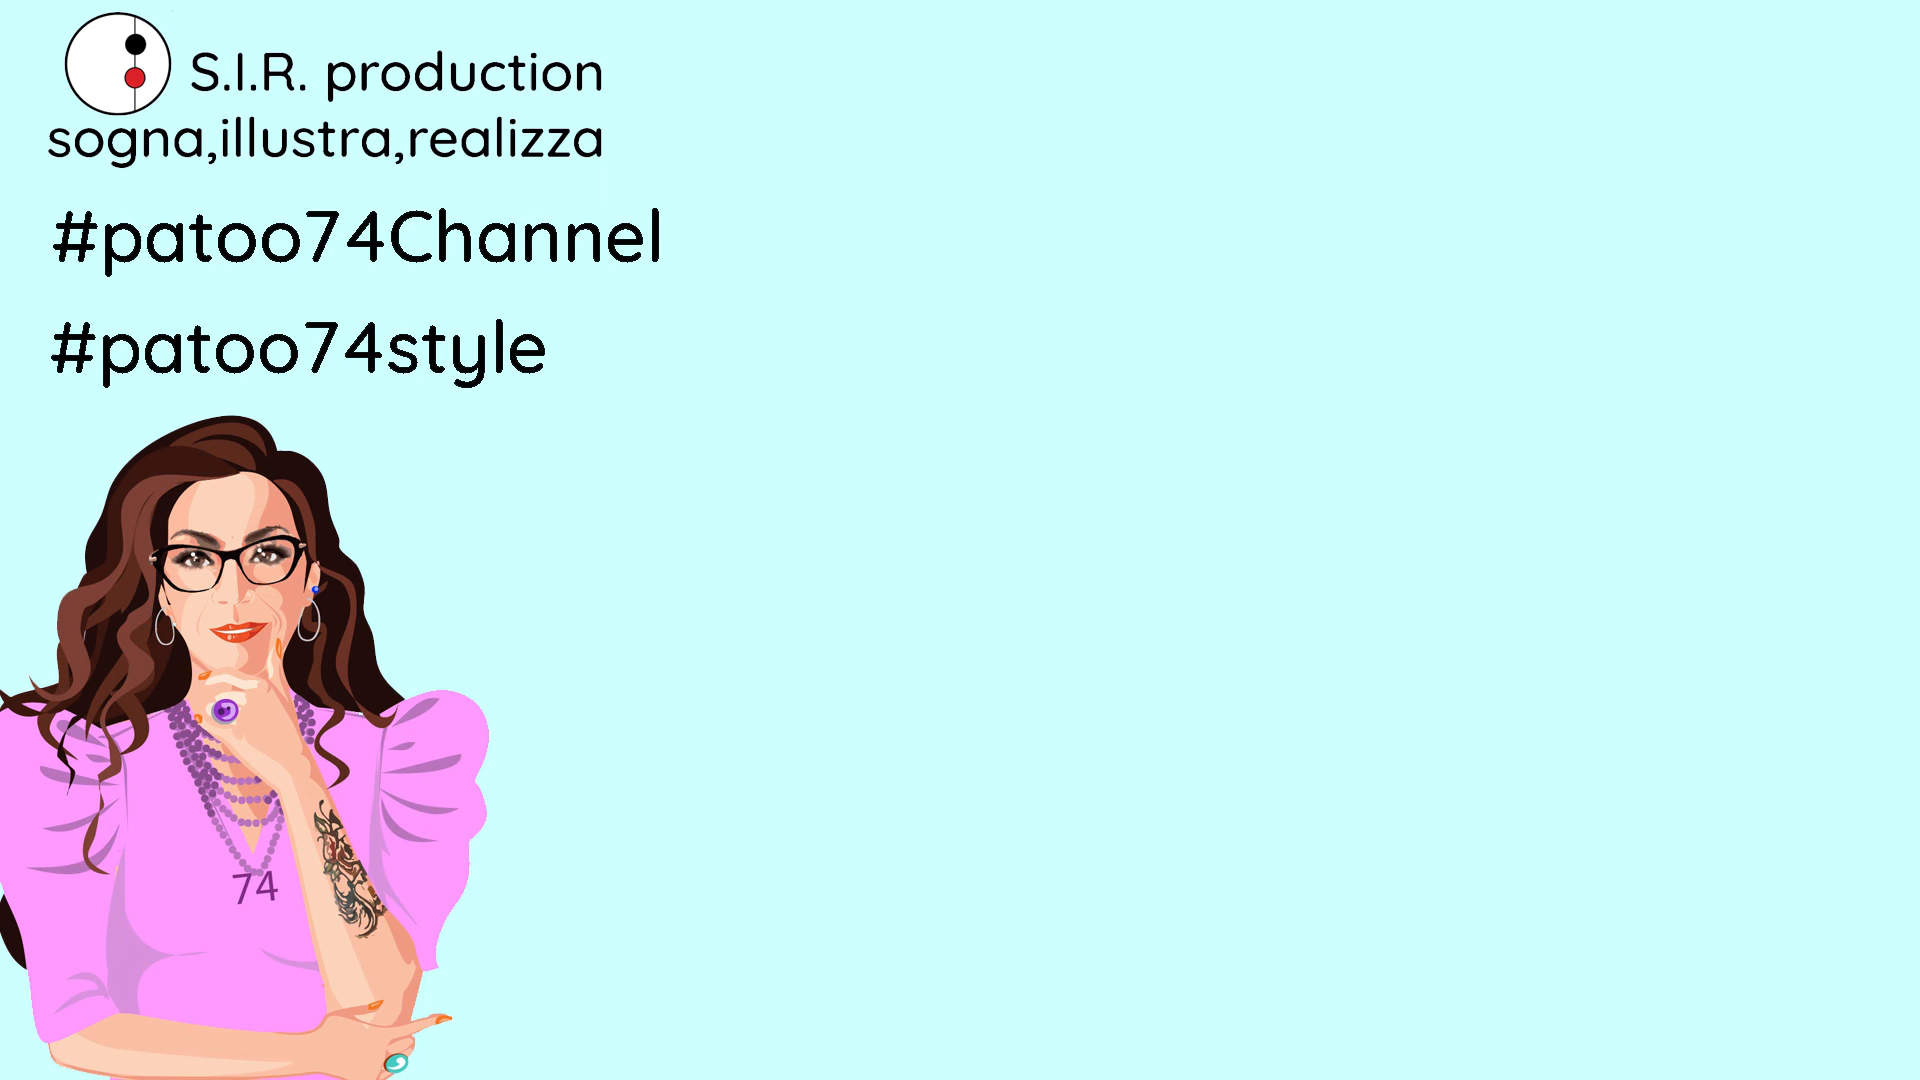 S.I.R. production
sogna,illustra,realizza
#patoo74Channel
#patoo74style
74